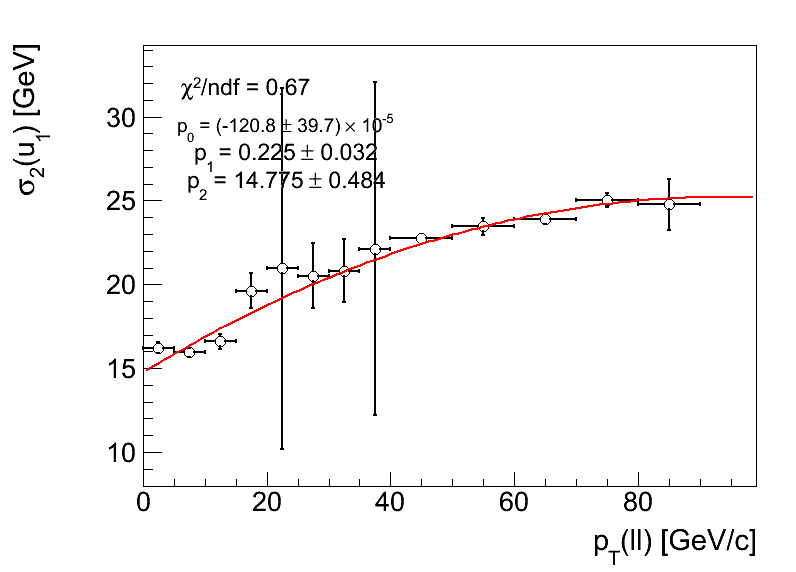 σ2(u1) [GeV]
χ²/ndf = 0.67
p0 = (-120.8 ± 39.7) × 10^-5
p1 = 0.225 ± 0.032
p2 = 14.775 ± 0.484
30
25
20
15
10
0 20 40 60 80
pT(ll) [GeV/c]